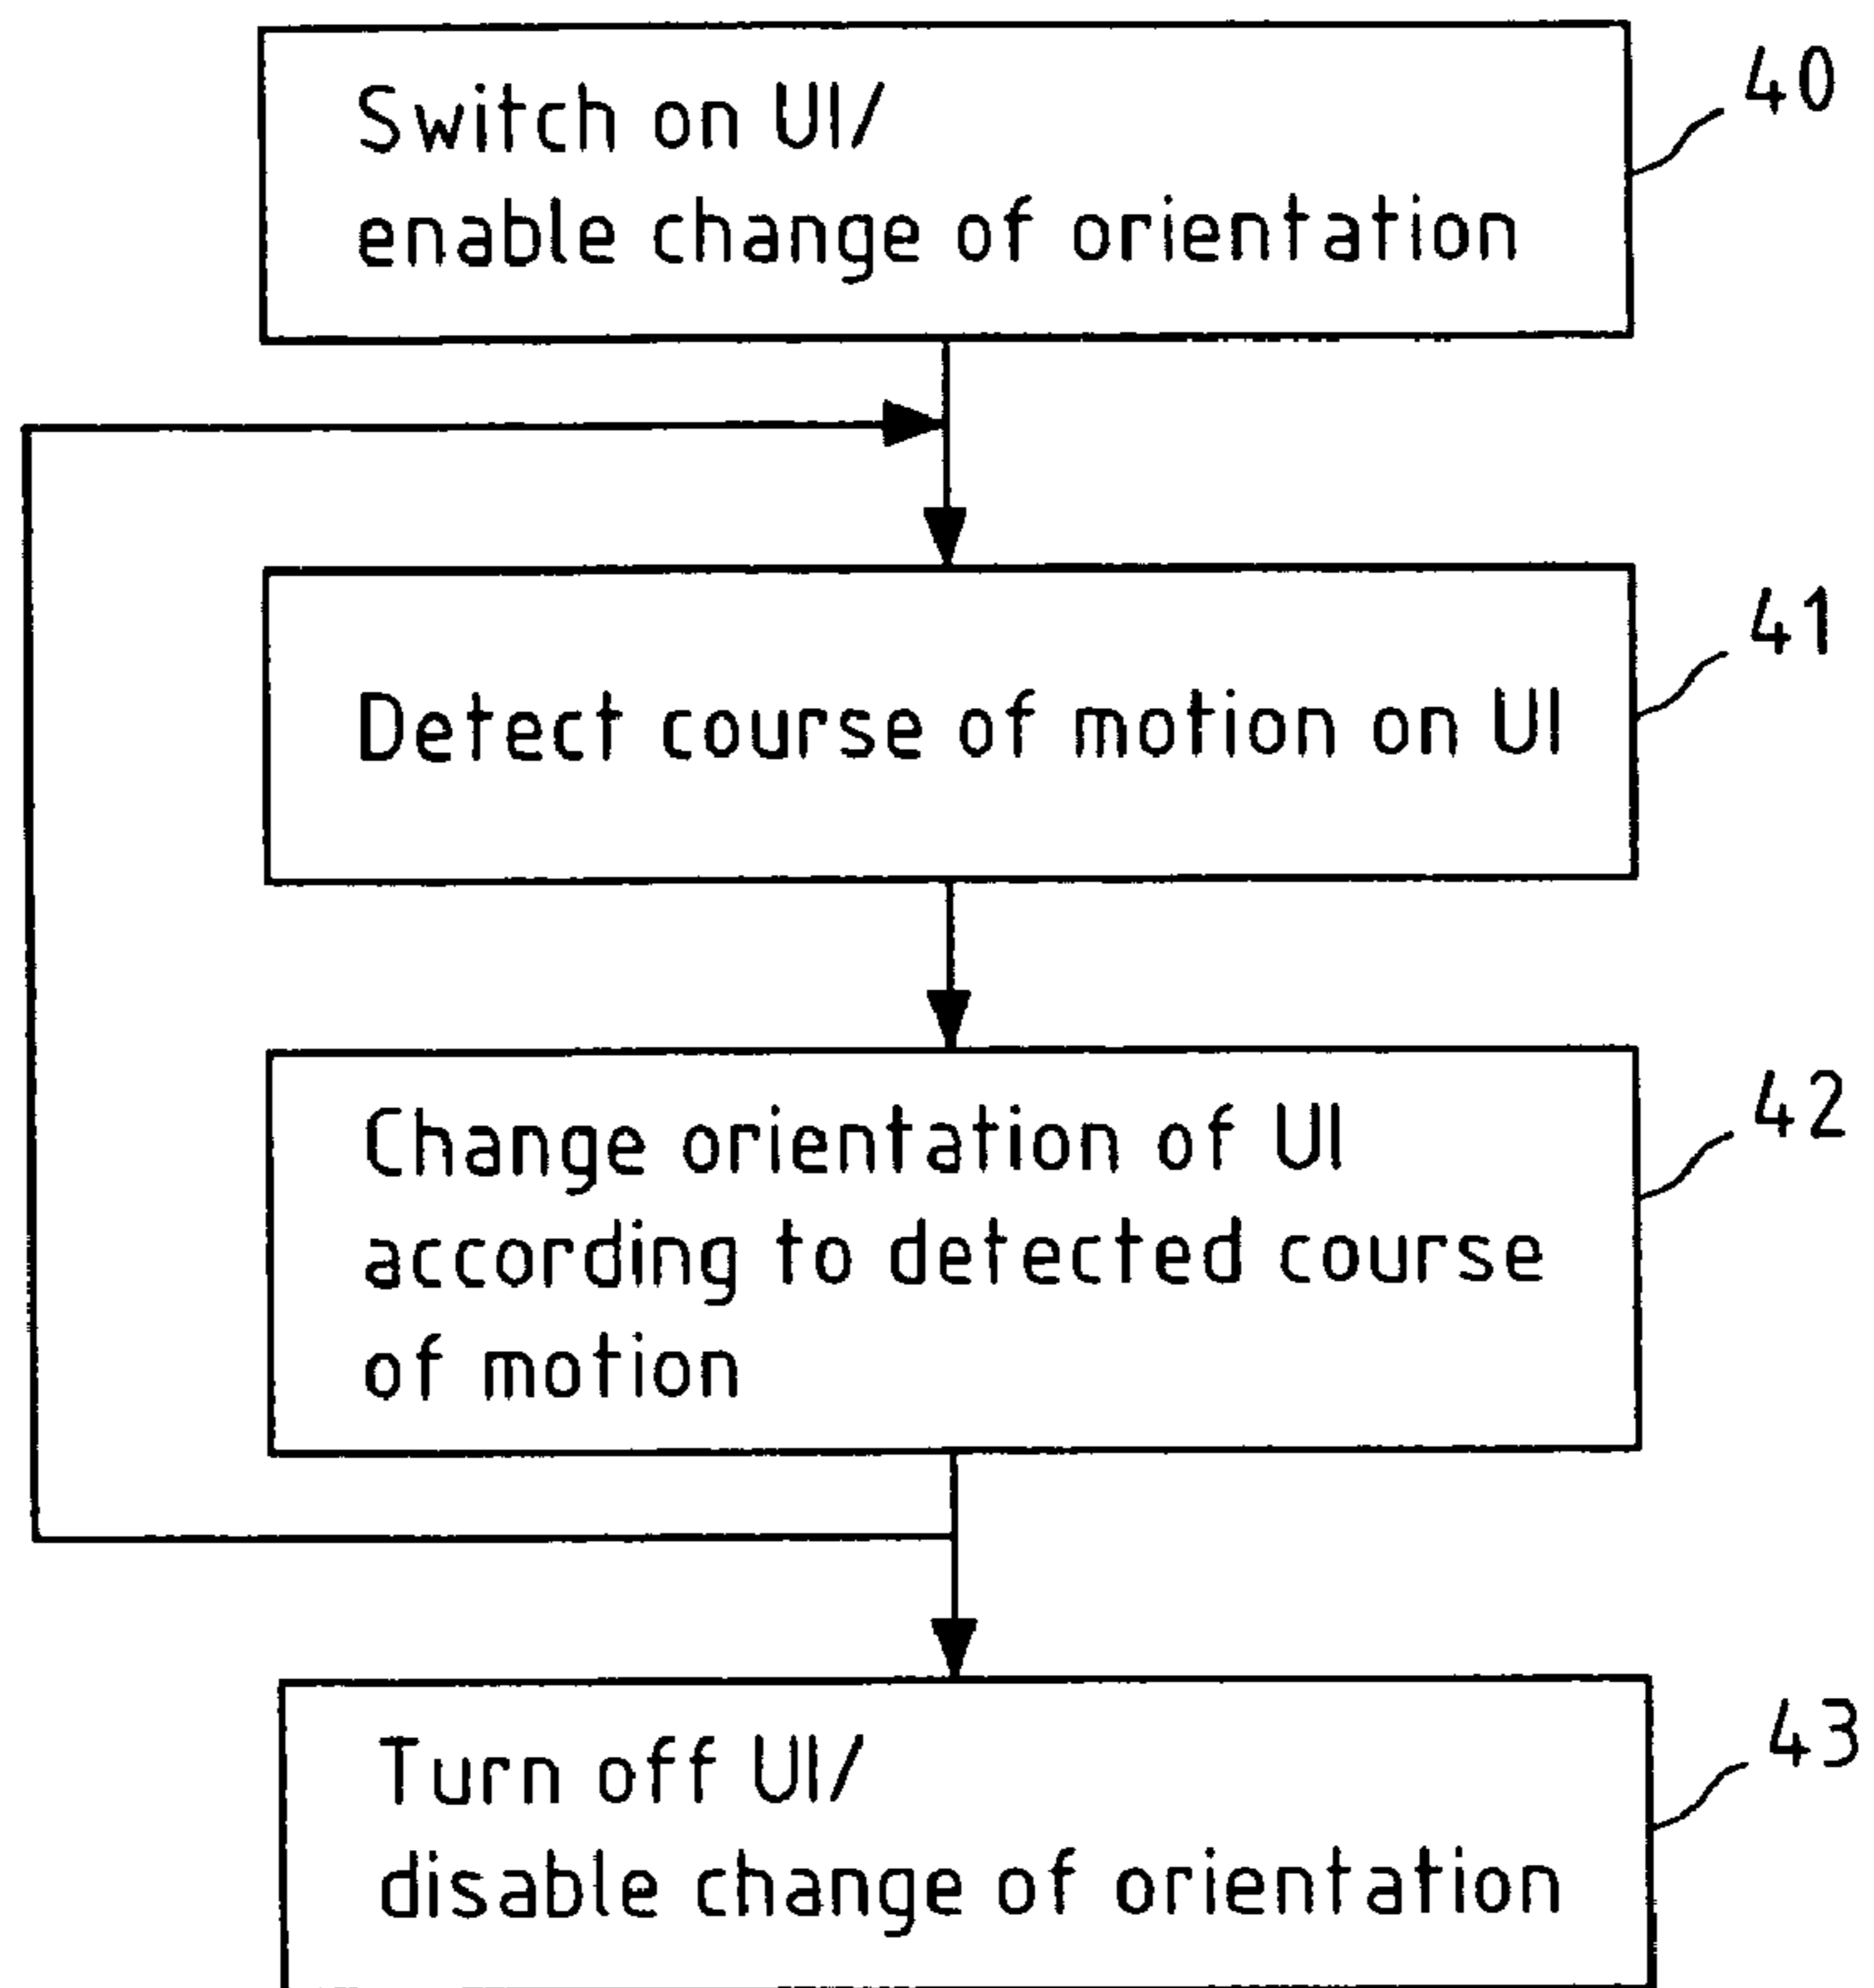 Switch on UI/
enable change of orientation
40
Detect course of motion on UI
41
Change orientation of UI
according to detected course
of motion
42
Turn off UI/
disable change of orientation
43